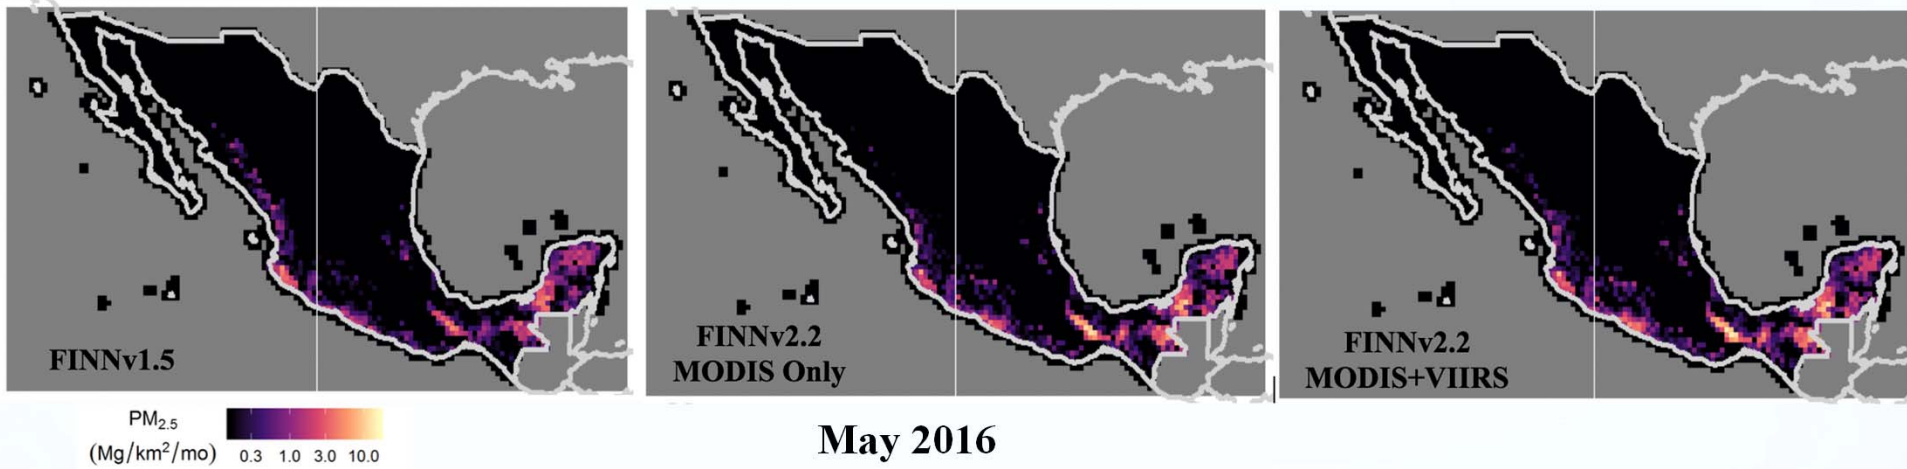 FINNv1.5
FINNv2.2
MODIS Only
FINNv2.2
MODIS+VIIRS
PM₂.₅
(Mg/km²/mo)
0.3 1.0 3.0 10.0
May 2016